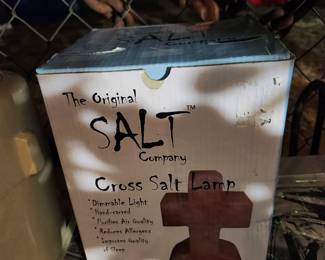 SALT
The Original
SALT™
Company
Cross Salt Lamp
• Dimmable Light
• Hand-carved
• Purifies Air Quality
• Reduces Allergens
• Improves Quality
of Sleep